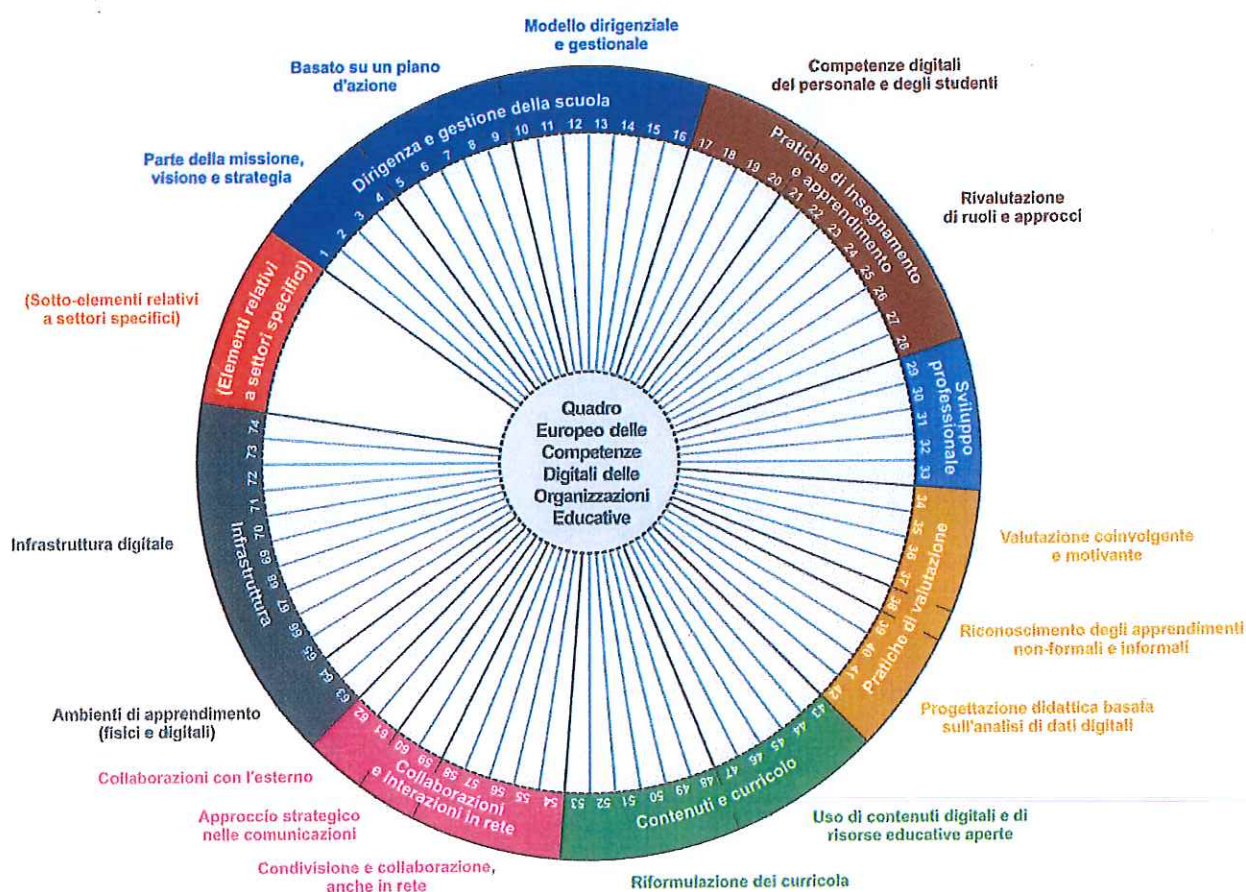 Modello dirigenziale
e gestionale
Basato su un piano
d'azione
Parte della missione,
visione e strategia
Competenze digitali
del personale e degli studenti
Rivalutazione
di ruoli e approcci
(Sotto-elementi relativi
a settori specifici)
Dirigenza e gestione della scuola
1 2 3 4 5 6 7 8 9 10 11 12 13 14 15 16
Pratiche di insegnamento
e apprendimento
17 18 19 20 21 22 23 24 25 26 27 28
Sviluppo
professionale
29 30 31 32 33
Pratiche di valutazione
34 35 36 37 38 39 40 41 42
Contenuti e curricolo
43 44 45 46 47 48 49 50 51 52 53
Collaborazioni
e interazioni in rete
54 55 56 57 58 59 60 61 62
Infrastruttura
63 64 65 66 67 68 69 70 71 72 73 74
(Elementi relativi
a settori specifici)
Quadro
Europeo delle
Competenze
Digitali delle
Organizzazioni
Educative
Valutazione coinvolgente
e motivante
Riconoscimento degli apprendimenti
non-formali e informali
Progettazione didattica basata
sull'analisi di dati digitali
Uso di contenuti digitali e di
risorse educative aperte
Riformulazione dei curricola
Condivisione e collaborazione,
anche in rete
Approccio strategico
nelle comunicazioni
Collaborazioni con l'esterno
Ambienti di apprendimento
(fisici e digitali)
Infrastruttura digitale